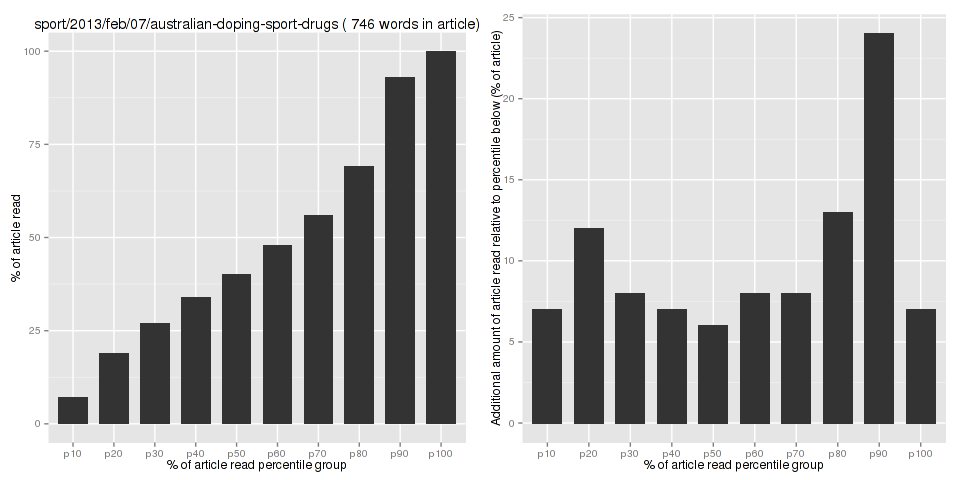 sport/2013/feb/07/australian-doping-sport-drugs ( 746 words in article)
% of article read
100
75
50
25
0
p10 p20 p30 p40 p50 p60 p70 p80 p90 p100
% of article read percentile group
Additional amount of article read relative to percentile below (% of article)
25
20
15
10
5
0
p10 p20 p30 p40 p50 p60 p70 p80 p90 p100
% of article read percentile group